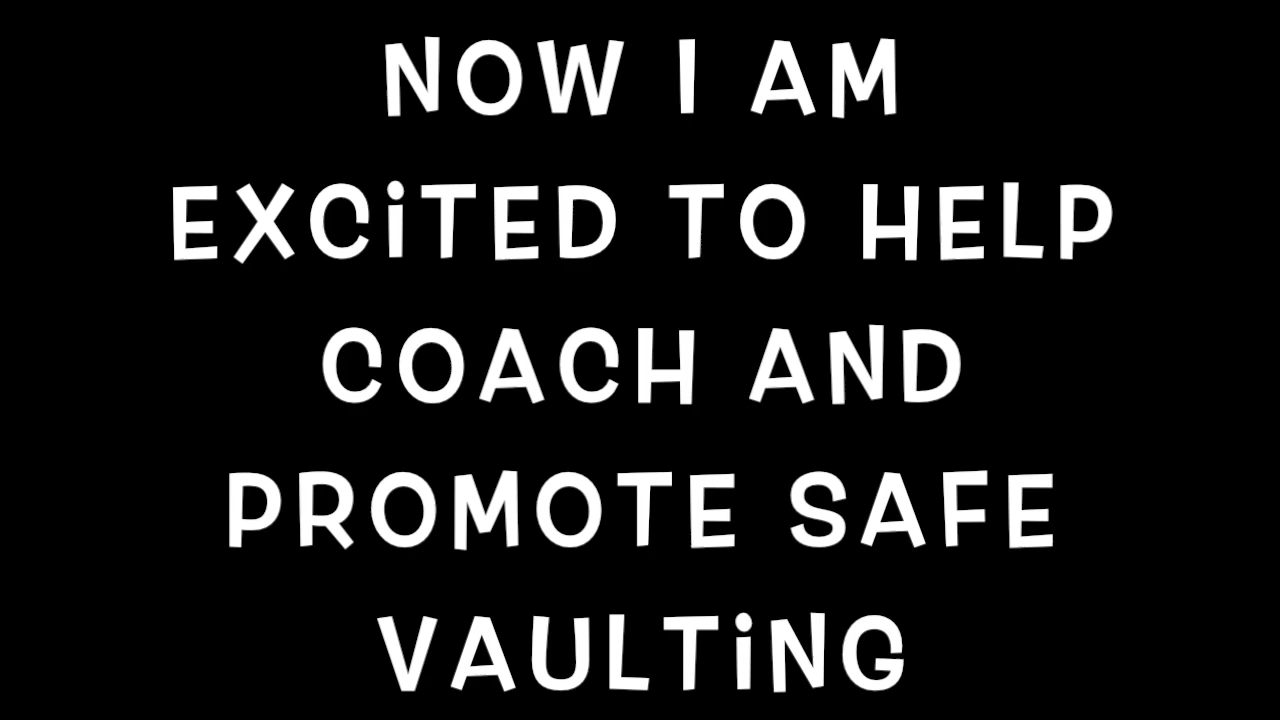 NOW I AM
EXCiTED TO HELP
COACH AND
PROMOTE SAFE
VAULTiNG